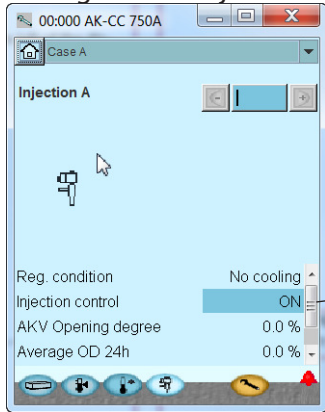 00:000 AK-CC 750A
Case A
Injection A
Reg. condition No cooling
Injection control ON
AKV Opening degree 0.0 %
Average OD 24h 0.0 %